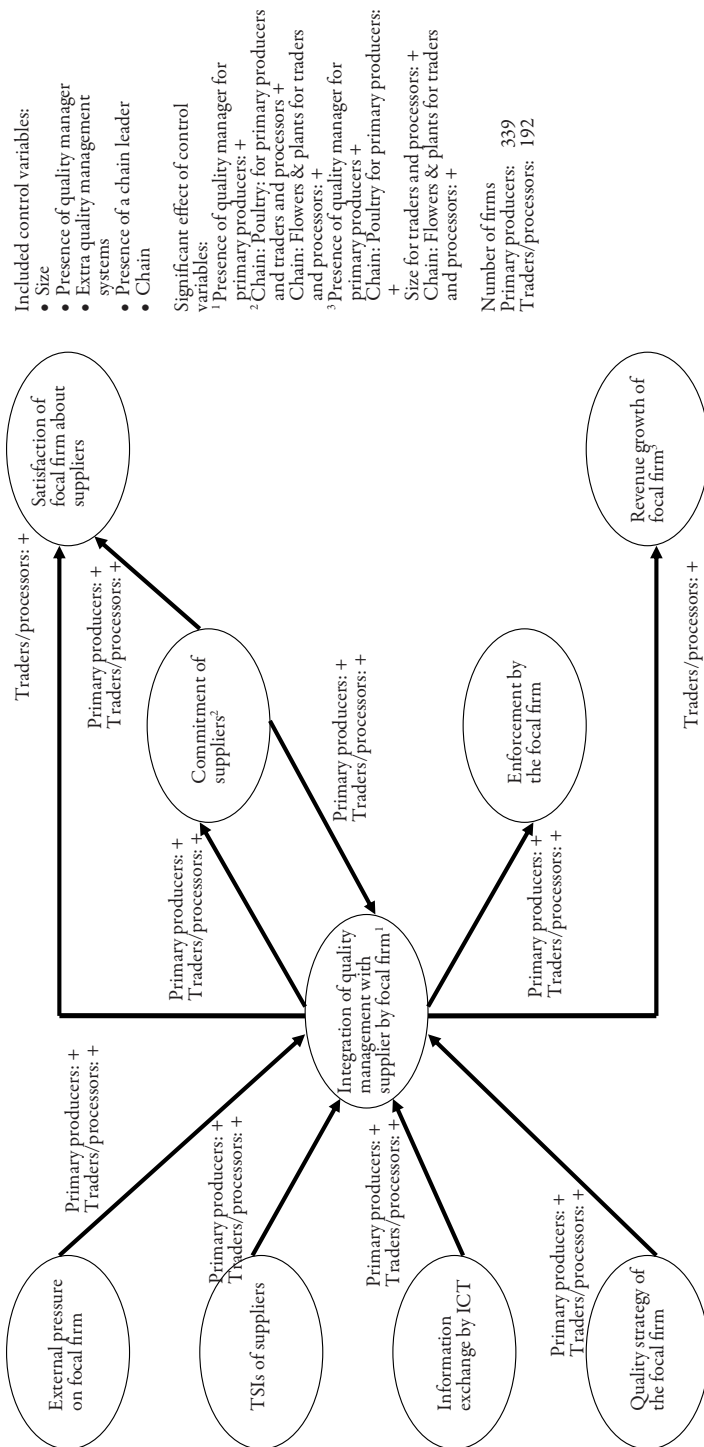 External pressure
on focal firm
TSIs of suppliers
Information
exchange by ICT
Quality strategy of
the focal firm
Primary producers: +
Traders/processors: +
Primary producers: +
Traders/processors: +
Primary producers: +
Traders/processors: +
Primary producers: +
Traders/processors: +
Integration of quality
management with
supplier by focal firm¹
Primary producers: +
Traders/processors: +
Primary producers: +
Traders/processors: +
Commitment of
suppliers²
Primary producers: +
Traders/processors: +
Enforcement by
the focal firm
Traders/processors: +
Primary producers: +
Traders/processors: +
Traders/processors: +
Satisfaction of
focal firm about
suppliers
Revenue growth of
focal firm³
Included control variables:
• Size
• Presence of quality manager
• Extra quality management
systems
• Presence of a chain leader
• Chain
Significant effect of control
variables:
¹ Presence of quality manager for
primary producers: +
² Chain: Poultry: for primary producers
and traders and processors +
Chain: Flowers & plants for traders
and processors: +
³ Presence of quality manager for
primary producers +
Chain: Poultry for primary producers:
+
Size for traders and processors: +
Chain: Flowers & plants for traders
and processors: +
Number of firms
Primary producers: 339
Traders/processors: 192